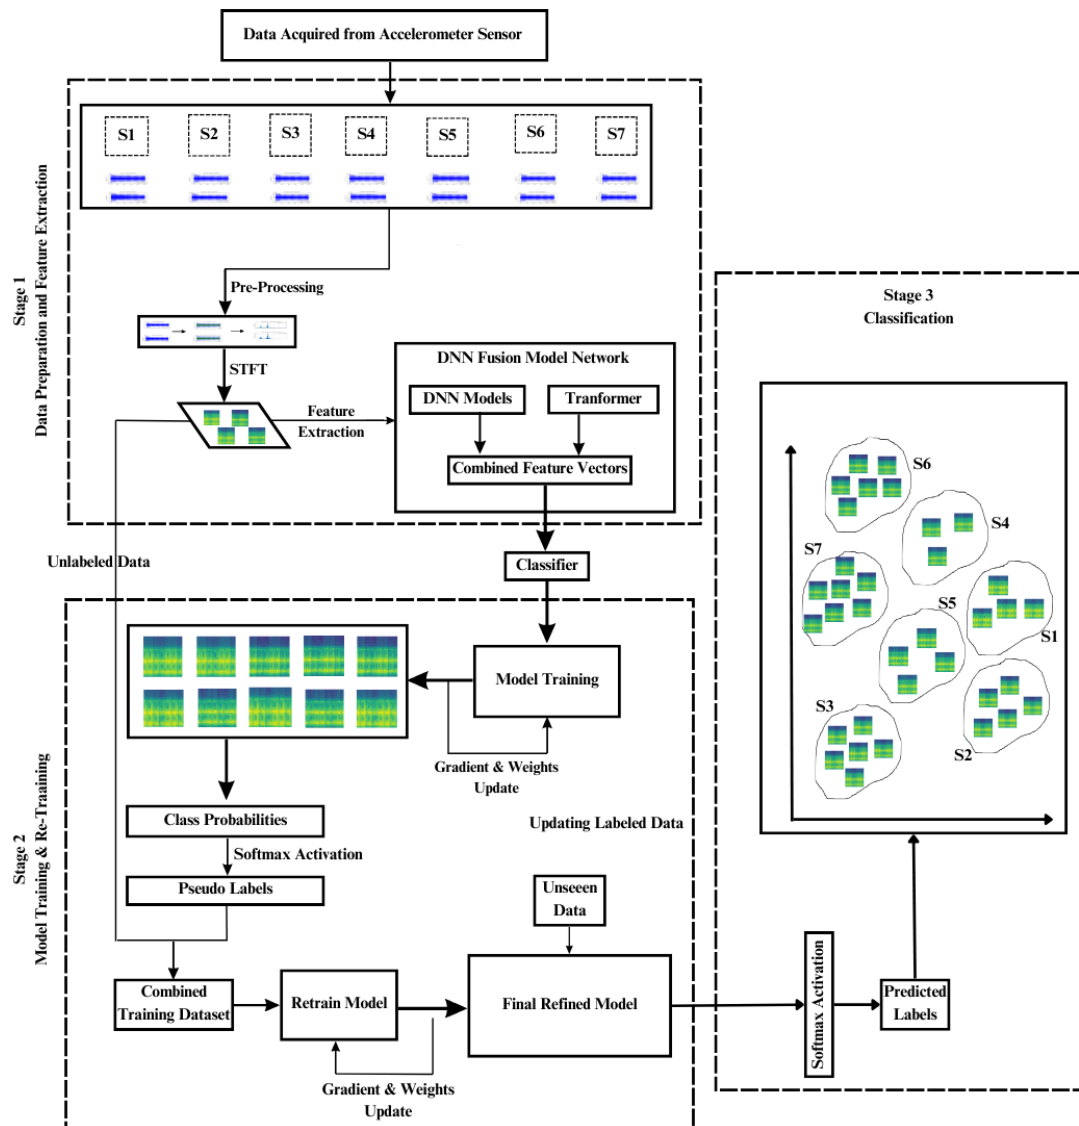 Data Acquired from Accelerometer Sensor
S1 S2 S3 S4 S5 S6 S7
Stage 1
Data Preparation and Feature Extraction
Pre-Processing
STFT
Feature
Extraction
DNN Fusion Model Network
DNN Models
Tranformer
Combined Feature Vectors
Unlabeled Data
Classifier
Stage 2
Model Training & Re-Traaining
Model Training
Gradient & Weights
Update
Class Probabilities
Softmax Activation
Pseudo Labels
Updating Labeled Data
Unseeen
Data
Combined
Training Dataset
Retrain Model
Final Refined Model
Gradient & Weights
Update
Stage 3
Classification
S6
S4
S7
S5
S1
S3
S2
Softmax Activation
Predicted
Labels